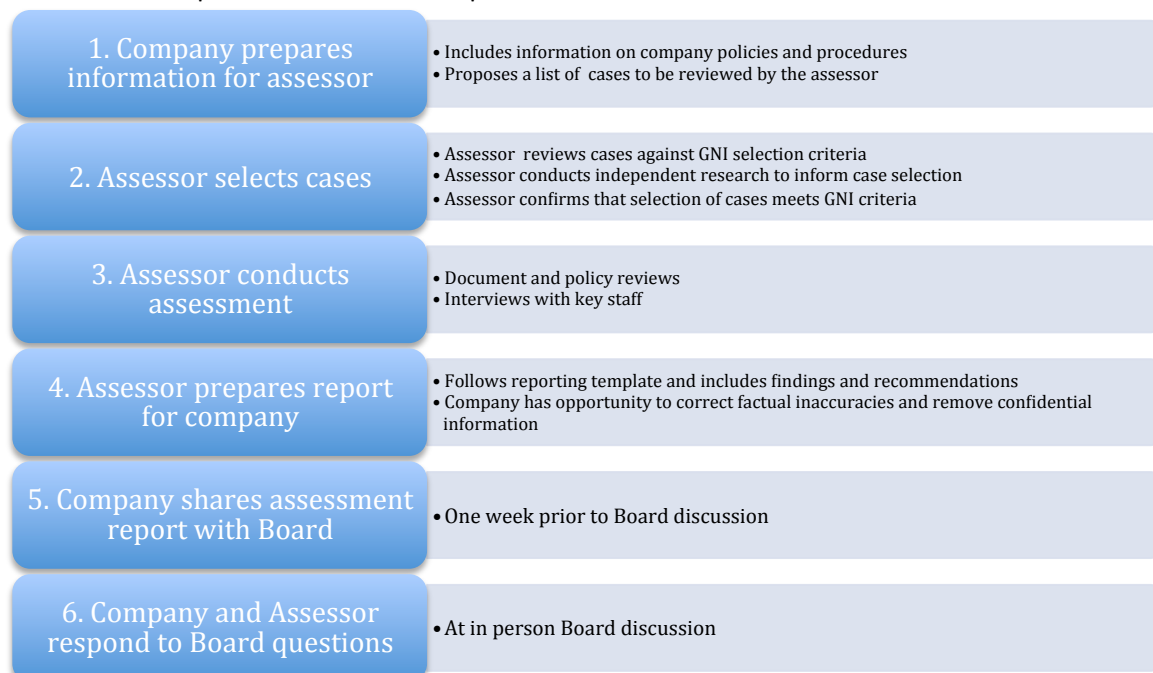 1. Company prepares
information for assessor
• Includes information on company policies and procedures
• Proposes a list of cases to be reviewed by the assessor
2. Assessor selects cases
• Assessor reviews cases against GNI selection criteria
• Assessor conducts independent research to inform case selection
• Assessor confirms that selection of cases meets GNI criteria
3. Assessor conducts
assessment
• Document and policy reviews
• Interviews with key staff
4. Assessor prepares report
for company
• Follows reporting template and includes findings and recommendations
• Company has opportunity to correct factual inaccuracies and remove confidential
information
5. Company shares assessment
report with Board
• One week prior to Board discussion
6. Company and Assessor
respond to Board questions
• At in person Board discussion